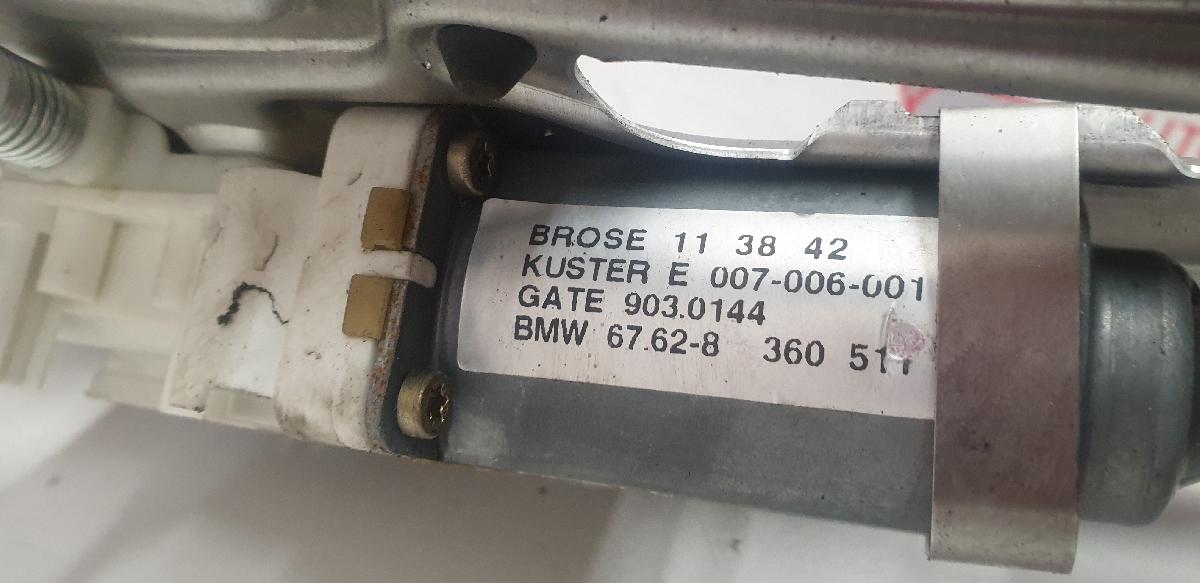 BROSE 11 38 42
KUSTER E 007-006-001
GATE 903.0144
BMW 67.62-8 360 511